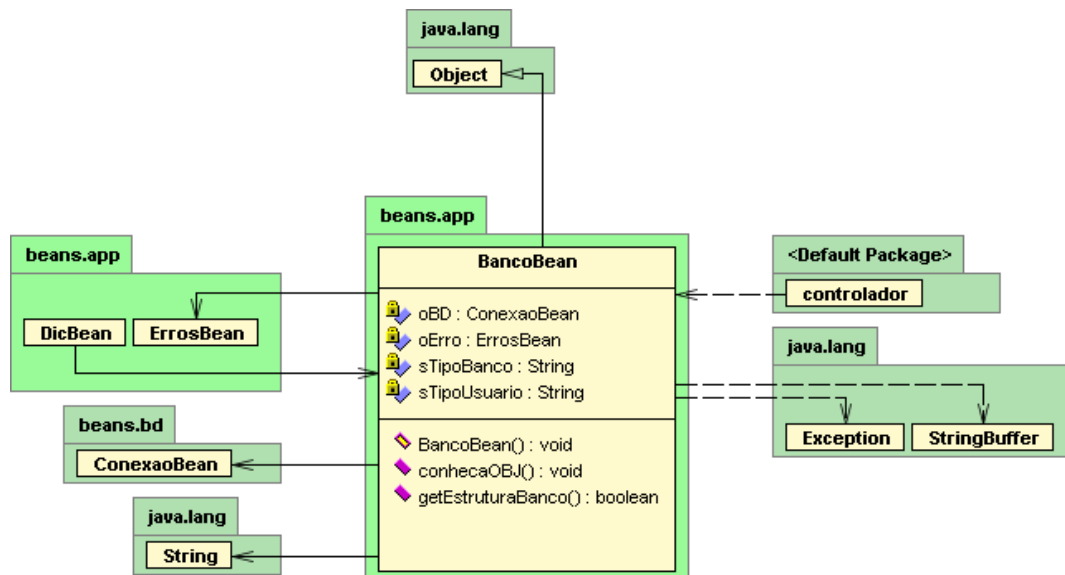 java.lang
Object
beans.app
BancoBean
oBD : ConexaoBean
oErro : ErrosBean
sTipoBanco : String
sTipoUsuario : String
BancoBean() : void
conhecaOBJ() : void
getEstruturaBanco() : boolean
beans.app
DicBean
ErrosBean
beans.bd
ConexaoBean
java.lang
String
<Default Package>
controlador
java.lang
Exception
StringBuffer